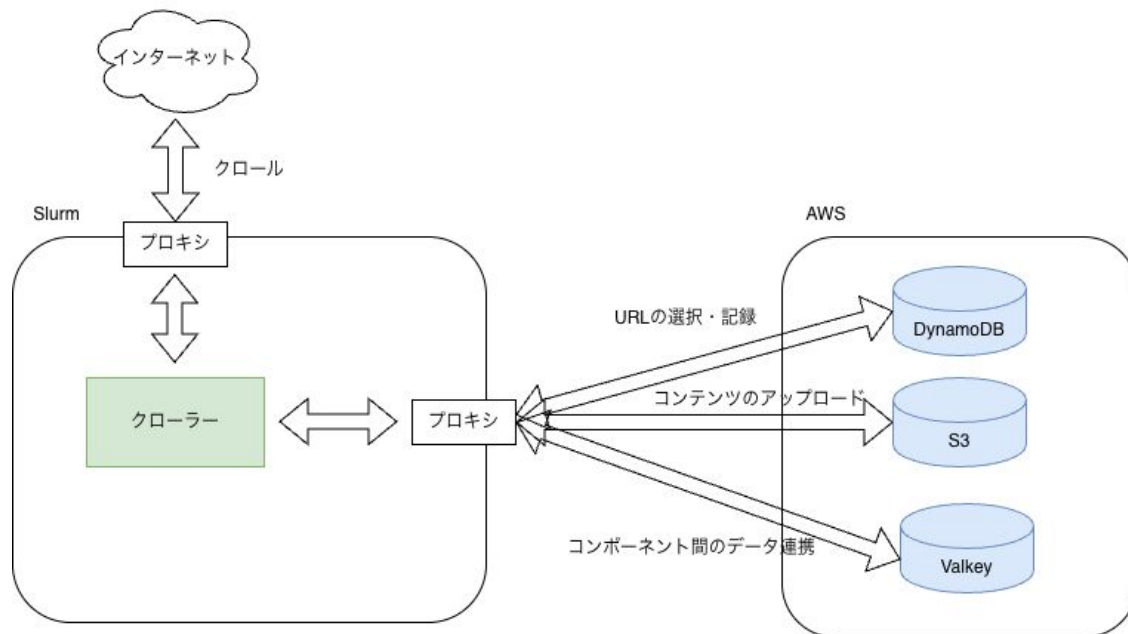 インターネット
クロール
Slurm
AWS
プロキシ
URLの選択・記録
DynamoDB
コンテンツのアップロード
クローラー
プロキシ
S3
コンポーネント間のデータ連携
Valkey